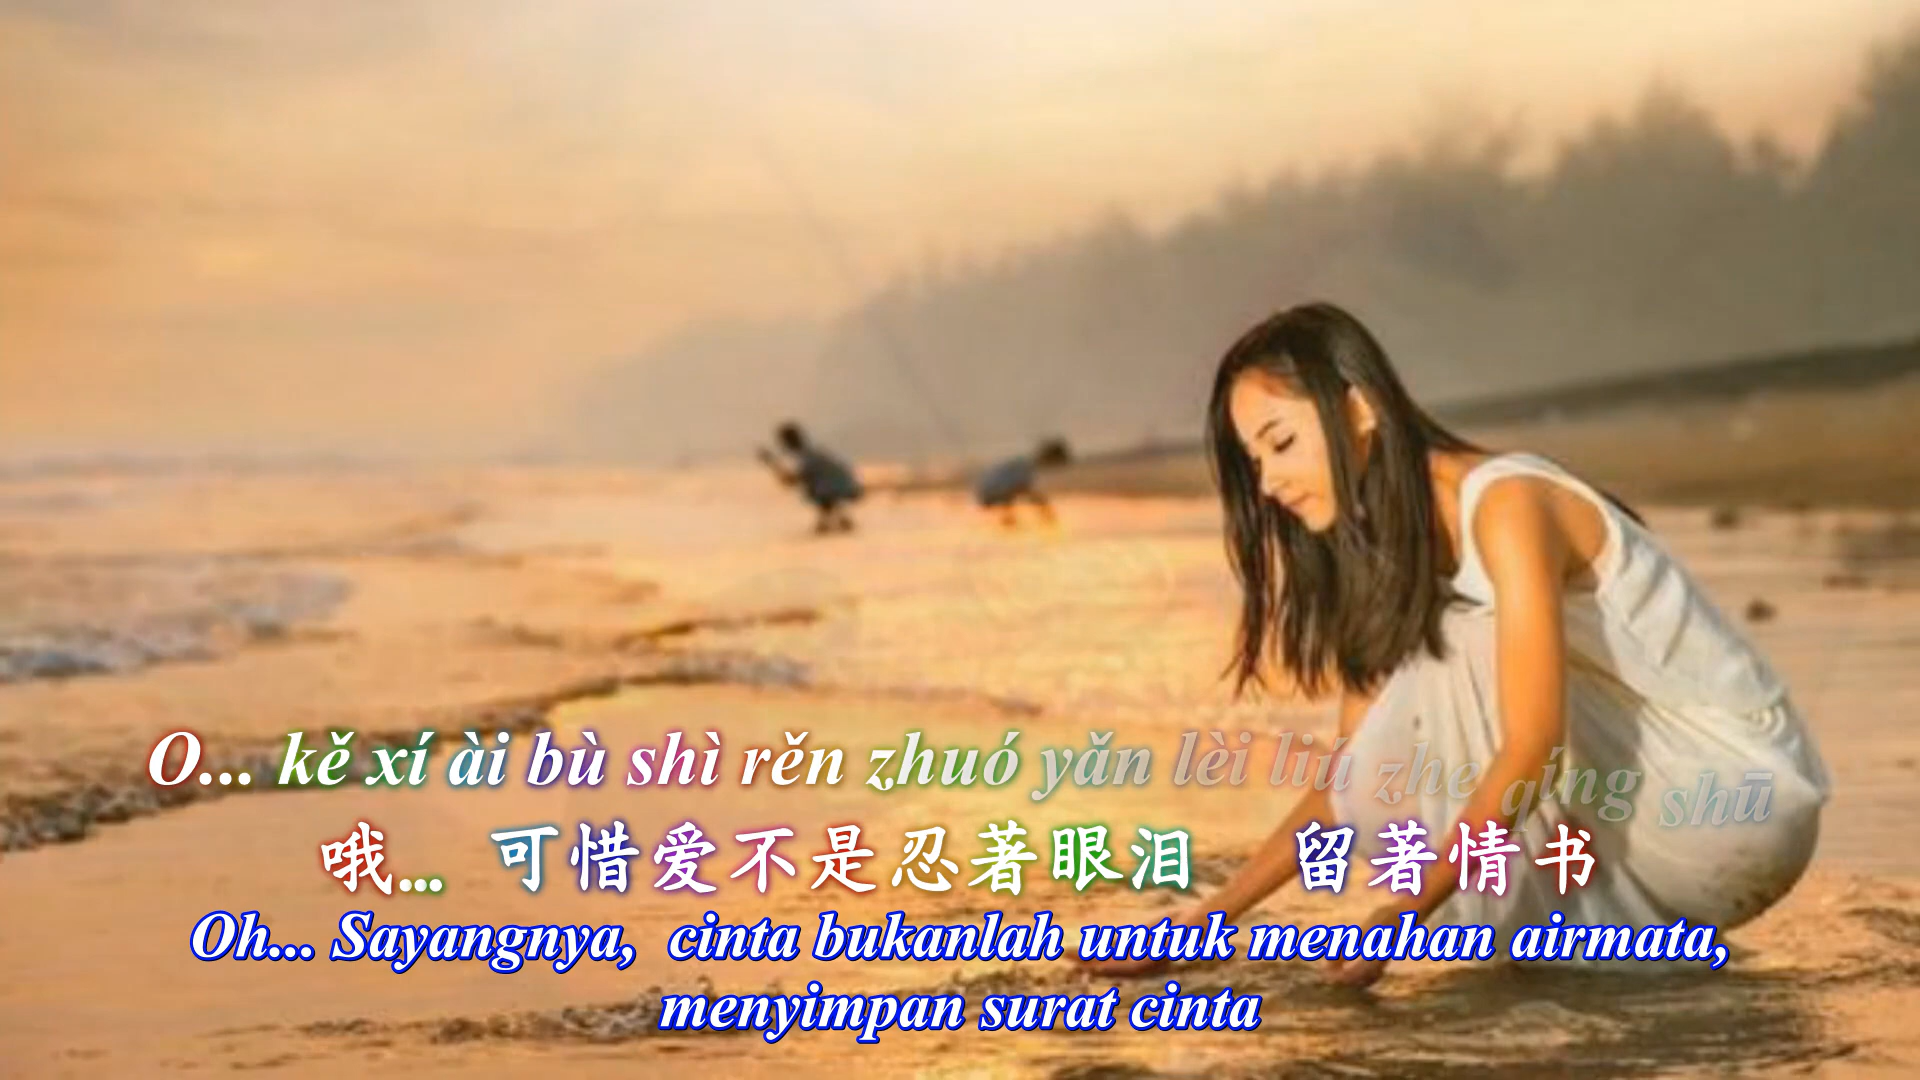 O... kě xí ài bù shì rěn zhuó yǎn lèi liú zhe qíng shū
哦... 可惜爱不是忍著眼泪 留著情书
Oh... Sayangnya, cinta bukanlah untuk menahan airmata,
menyimpan surat cinta